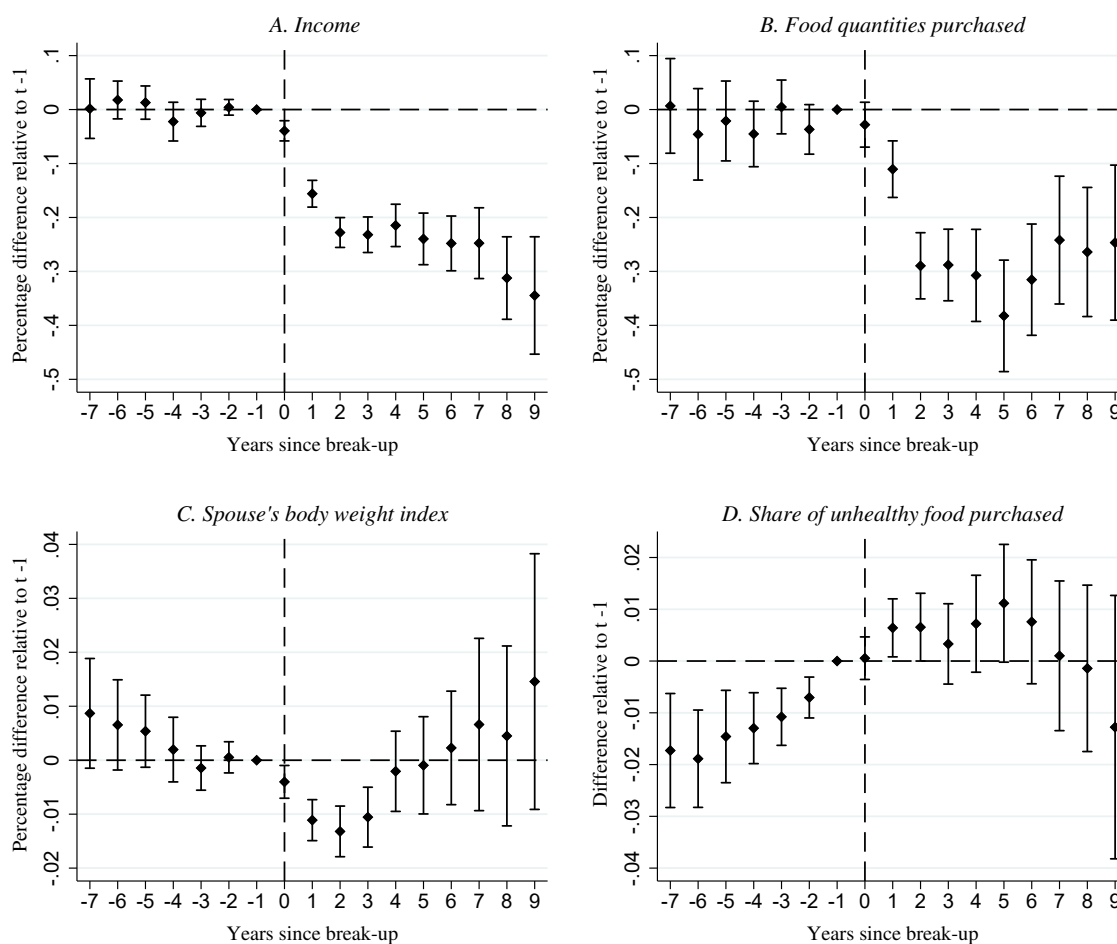 A. Income
Percentage difference relative to t -1
.1
0
-.1
-.2
-.3
-.4
-.5
-7 -6 -5 -4 -3 -2 -1 0 1 2 3 4 5 6 7 8 9
Years since break-up
B. Food quantities purchased
Percentage difference relative to t -1
.1
0
-.1
-.2
-.3
-.4
-.5
-7 -6 -5 -4 -3 -2 -1 0 1 2 3 4 5 6 7 8 9
Years since break-up
C. Spouse's body weight index
Percentage difference relative to t -1
.04
.03
.02
.01
0
-.01
-.02
-7 -6 -5 -4 -3 -2 -1 0 1 2 3 4 5 6 7 8 9
Years since break-up
D. Share of unhealthy food purchased
Difference relative to t -1
.02
.01
0
-.01
-.02
-.03
-.04
-7 -6 -5 -4 -3 -2 -1 0 1 2 3 4 5 6 7 8 9
Years since break-up